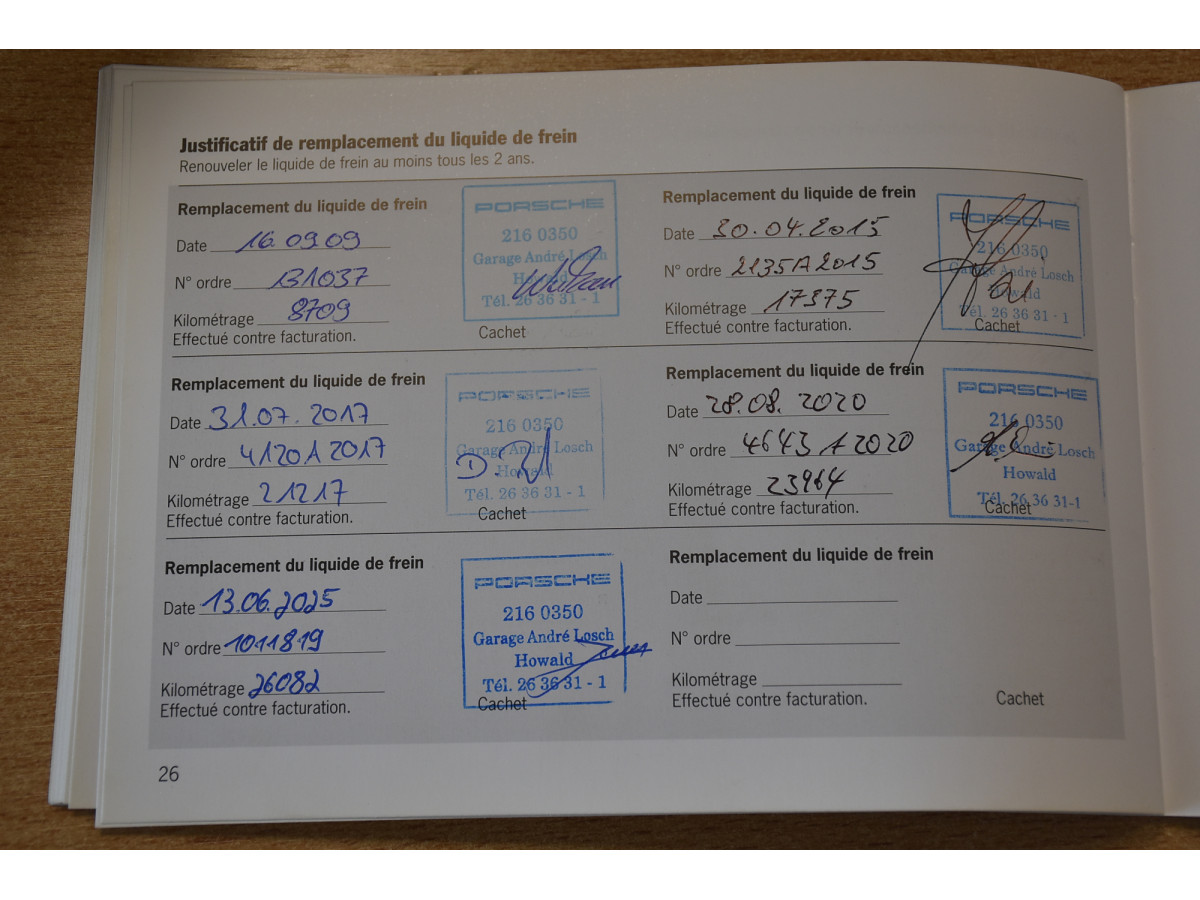 Justificatif de remplacement du liquide de frein
Renouveler le liquide de frein au moins tous les 2 ans.
Remplacement du liquide de frein
Date 16.09.09
N° ordre B1037
Kilométrage 8709
Effectué contre facturation.
PORSCHE
216 0350
Garage André Losch
Howald
Tél. 26 36 31 - 1
Cachet
Remplacement du liquide de frein
Date 30.04.2015
N° ordre 2135A2015
Kilométrage 17375
Effectué contre facturation.
PORSCHE
216 0350
Garage André Losch
Howald
Tél. 26 36 31 - 1
Cachet
Remplacement du liquide de frein
Date 31.07.2017
N° ordre 4120A2017
Kilométrage 21217
Effectué contre facturation.
PORSCHE
216 0350
Garage André Losch
Howald
Tél. 26 36 31 - 1
Cachet
Remplacement du liquide de frein
Date 28.08.2020
N° ordre 4643A2020
Kilométrage 23964
Effectué contre facturation.
PORSCHE
216 0350
Garage André Losch
Howald
Tél. 26 36 31-1
Cachet
Remplacement du liquide de frein
Date 13.06.2025
N° ordre 1011819
Kilométrage 26082
Effectué contre facturation.
PORSCHE
216 0350
Garage André Losch
Howald
Tél. 26 36 31 - 1
Cachet
Remplacement du liquide de frein
Date
N° ordre
Kilométrage
Effectué contre facturation.
Cachet
26